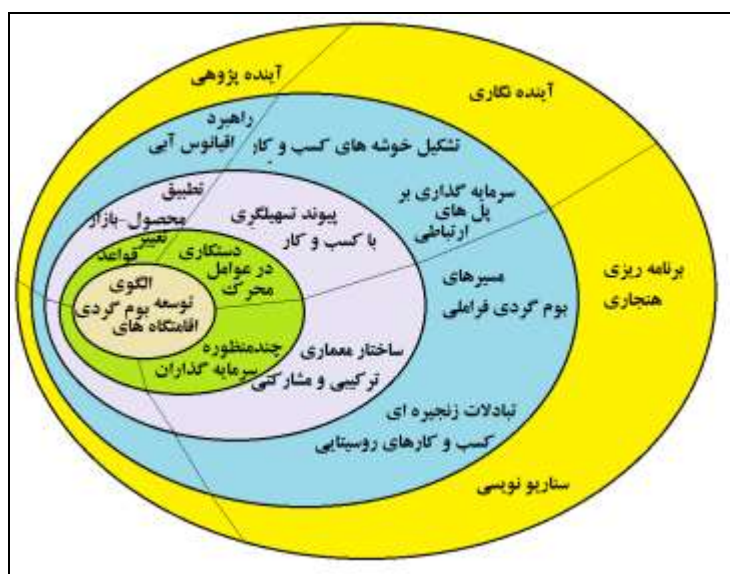 آینده پژوهی
آینده نگاری
راهبرد
اقیانوس آبی
تشکیل خوشه های کسب و کار
سرمایه گذاری بر
پل های
ارتباطی
تطبیق
محصول-بازار
پیوند تسهیلگری
با کسب و کار
تغییر
قواعد
دستکاری
در عوامل
محرک
الگوی
توسعه
بوم گردی
اقامتگاه های
مسیرهای
بوم گردی فراملی
برنامه ریزی
هنجاری
چندمنظوره
سرمایه گذاران
ساختار معماری
ترکیبی و مشارکتی
تبادلات زنجیره ای
کسب و کارهای روسیتایی
سناریو نویسی